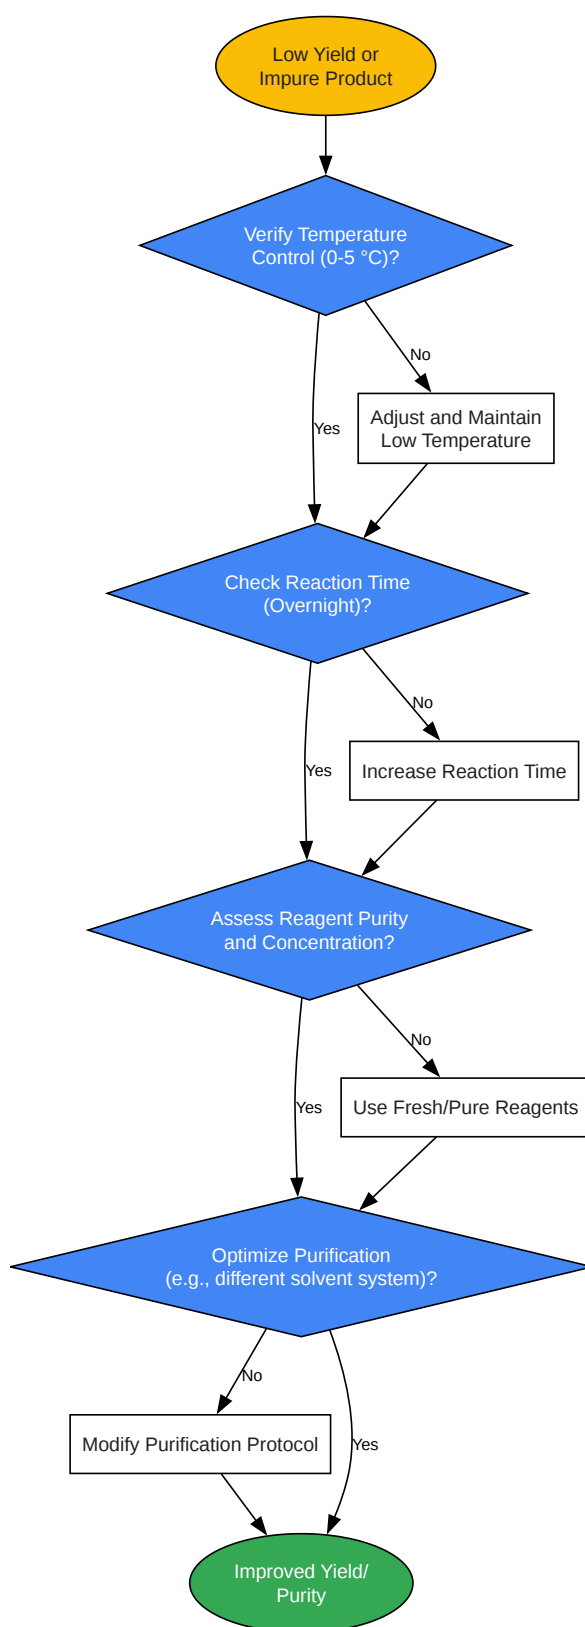 Low Yield or
Impure Product
Verify Temperature
Control (0-5 °C)?
No
Adjust and Maintain
Low Temperature
Yes
Check Reaction Time
(Overnight)?
No
Increase Reaction Time
Yes
Assess Reagent Purity
and Concentration?
No
Use Fresh/Pure Reagents
Yes
Optimize Purification
(e.g., different solvent system)?
No
Modify Purification Protocol
Yes
Improved Yield/
Purity